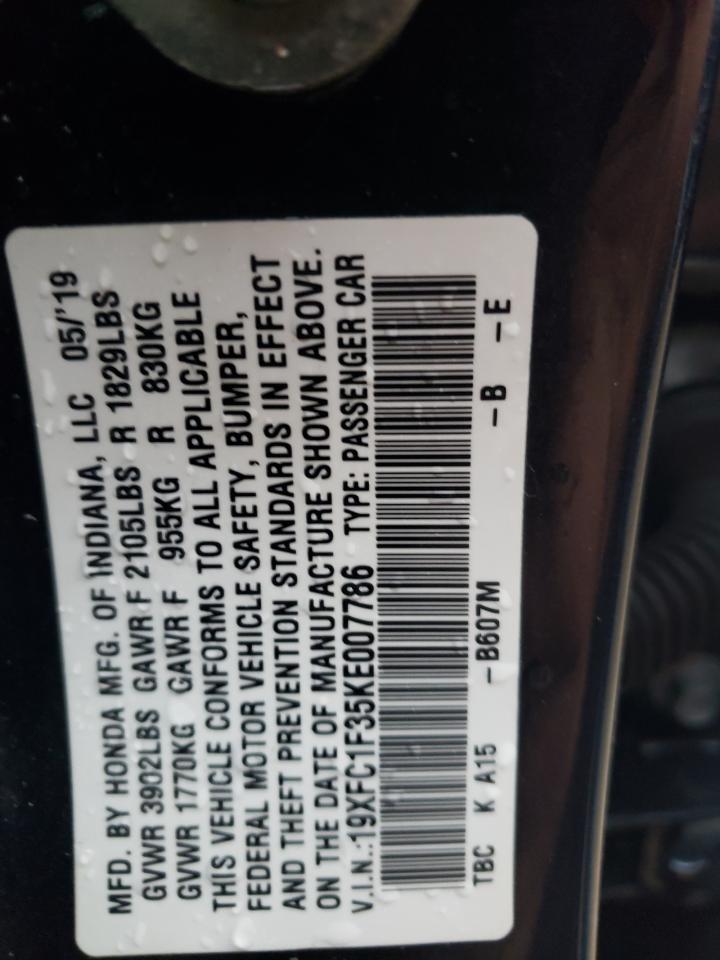 MFD. BY HONDA MFG. OF INDIANA, LLC 05/'19
GVWR 3902LBS GAWR F 2105LBS R 1829LBS
GVWR 1770KG GAWR F 955KG R 830KG
THIS VEHICLE CONFORMS TO ALL APPLICABLE
FEDERAL MOTOR VEHICLE SAFETY, BUMPER,
AND THEFT PREVENTION STANDARDS IN EFFECT
ON THE DATE OF MANUFACTURE SHOWN ABOVE.
V.I.N.:19XFC1F35KE007786 TYPE: PASSENGER CAR
TBC K A15 -B607M -B -E